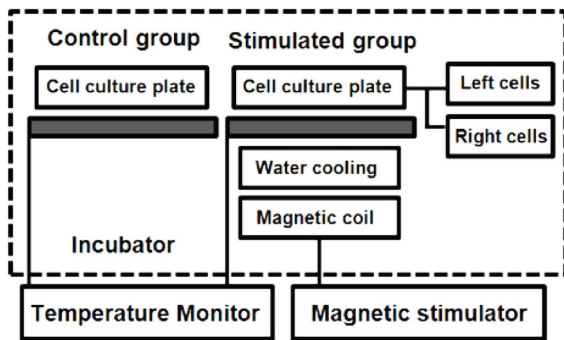 Control group
Stimulated group
Cell culture plate
Cell culture plate
Left cells
Right cells
Water cooling
Magnetic coil
Incubator
Temperature Monitor
Magnetic stimulator